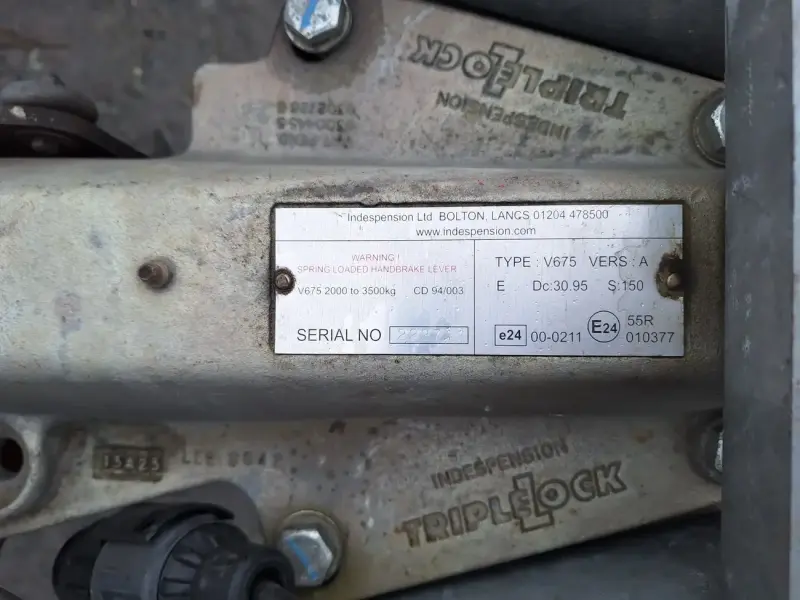 TRIPLELOCK
INDESPENSION
Indespension Ltd BOLTON, LANCS 01204 478500
www.indespension.com
WARNING !
SPRING LOADED HANDBRAKE LEVER
V675 2000 to 3500kg CD 94/003
SERIAL NO
TYPE : V675 VERS : A
E Dc:30.95 S:150
e24 00-0211 E24 55R
010377
INDESPENSION
TRIPLELOCK